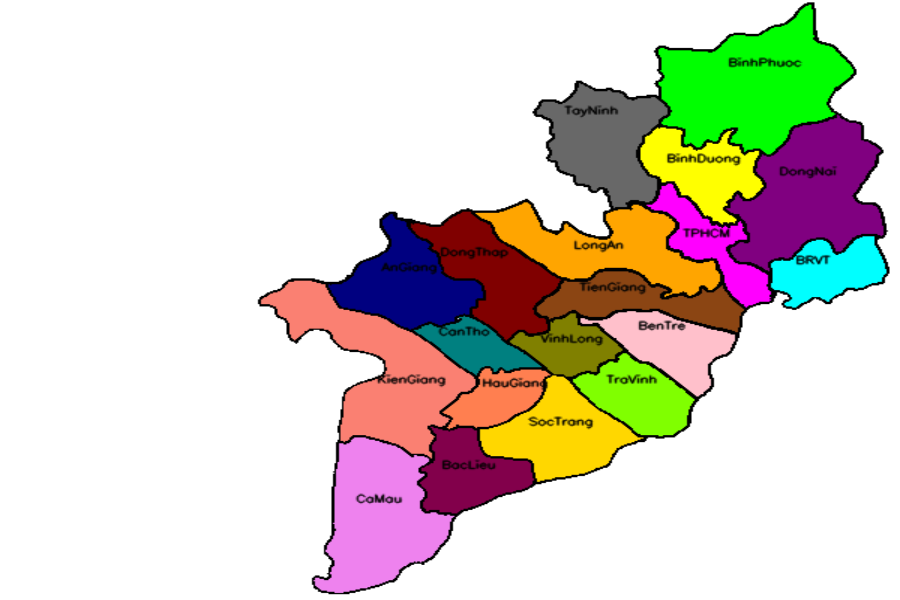 BinhPhuoc
TayNinh
BinhDuong
DongNai
TPHCM
LongAn
DongThap
BRVT
AnGiang
TienGiang
BenTre
CanTho
VinhLong
KienGiang
HauGiang
TraVinh
SocTrang
BacLieu
CaMau